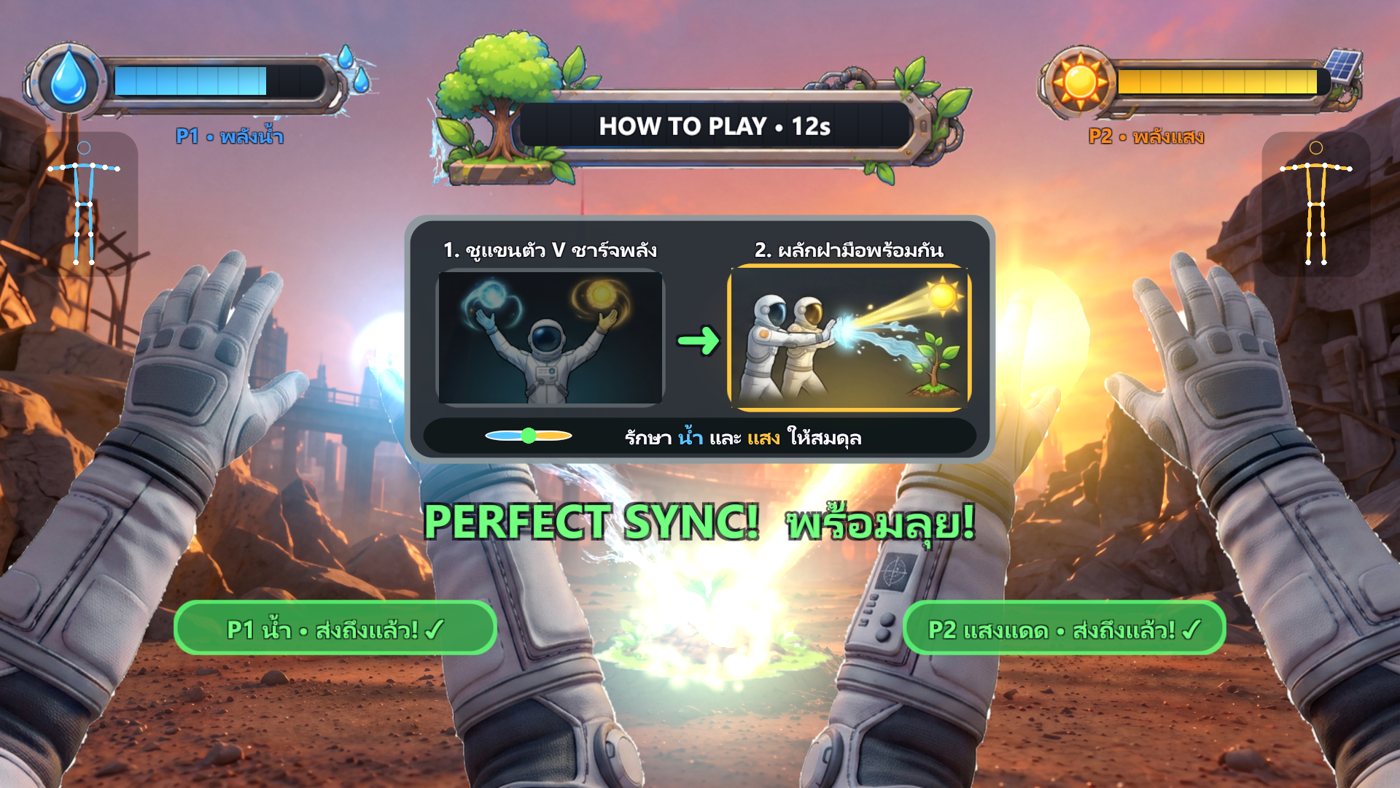 HOW TO PLAY • 12s
P1 • พลังน้ำ
P2 • พลังแสง
1. ชูแขนตัว V ชาร์จพลัง
2. ผลักฝ่ามือพร้อมกัน
รักษา น้ำ และ แสง ให้สมดุล
PERFECT SYNC! พร้อมลุย!
P1 น้ำ • ส่งถึงแล้ว! ✓
P2 แสงแดด • ส่งถึงแล้ว! ✓